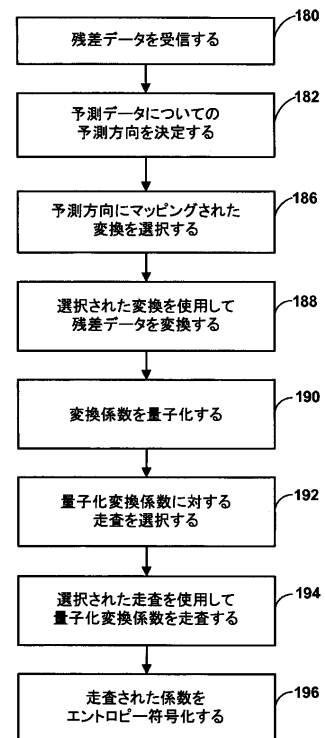 180
残差データを受信する
182
予測データについての
予測方向を決定する
186
予測方向にマッピングされた
変換を選択する
188
選択された変換を使用して
残差データを変換する
190
変換係数を量子化する
192
量子化変換係数に対する
走査を選択する
194
選択された走査を使用して
量子化変換係数を走査する
196
走査された係数を
エントロピー符号化する